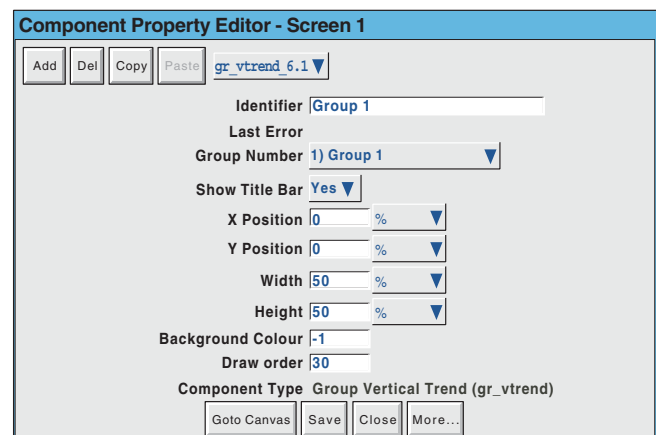 Component Property Editor - Screen 1
Add Del Copy Paste gr_vtrend_6.1
Identifier Group 1
Last Error
Group Number 1) Group 1
Show Title Bar Yes
X Position 0 %
Y Position 0 %
Width 50 %
Height 50 %
Background Colour -1
Draw order 30
Component Type Group Vertical Trend (gr_vtrend)
Goto Canvas Save Close More...